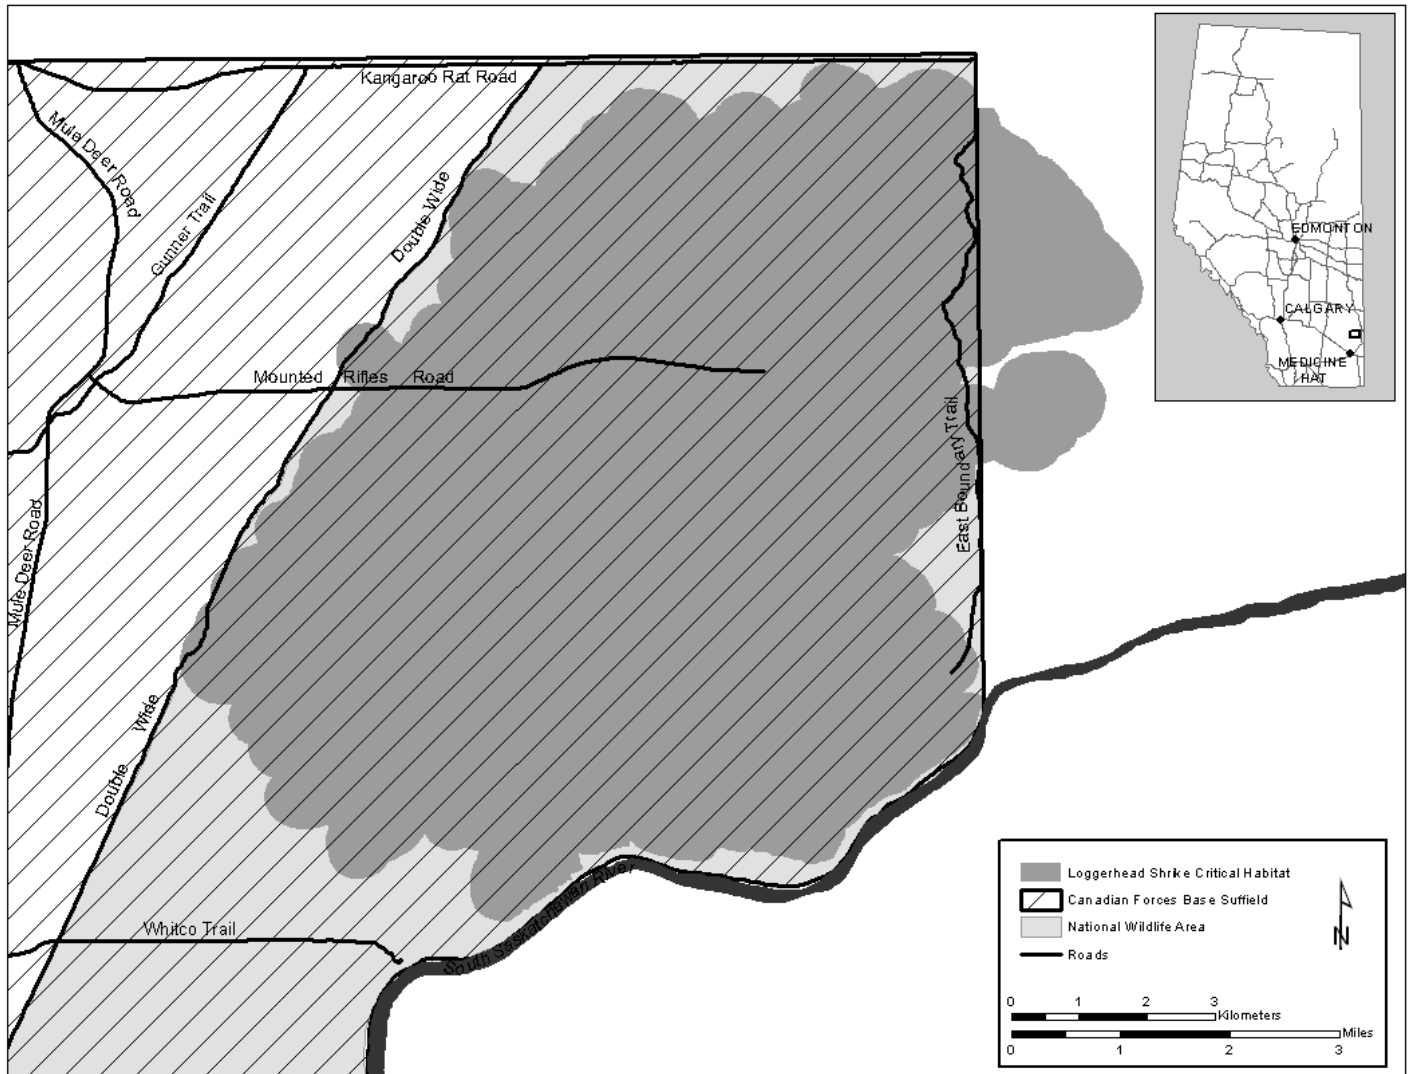 Kangaroo Rat Road
Mule Deer Road
Gunner Trail
Double Wide
EDMONTON
CALGARY
MEDICINE
HAT
Mounted Rifles Road
East Boundary Trail
Mule Deer Road
Double Wide
South Saskatchewan River
Whitco Trail
Loggerhead Shrike Critical Habitat
Canadian Forces Base Suffield
National Wildlife Area
Roads
N
0 1 2 3
Kilometers
Miles
0 1 2 3